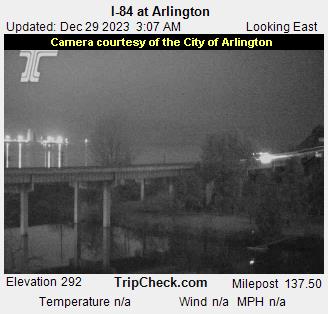 I-84 at Arlington
Updated: Dec 29 2023 3:07 AM Looking East
Camera courtesy of the City of Arlington
Elevation 292 TripCheck.com Milepost 137.50
Temperature n/a Wind n/a MPH n/a